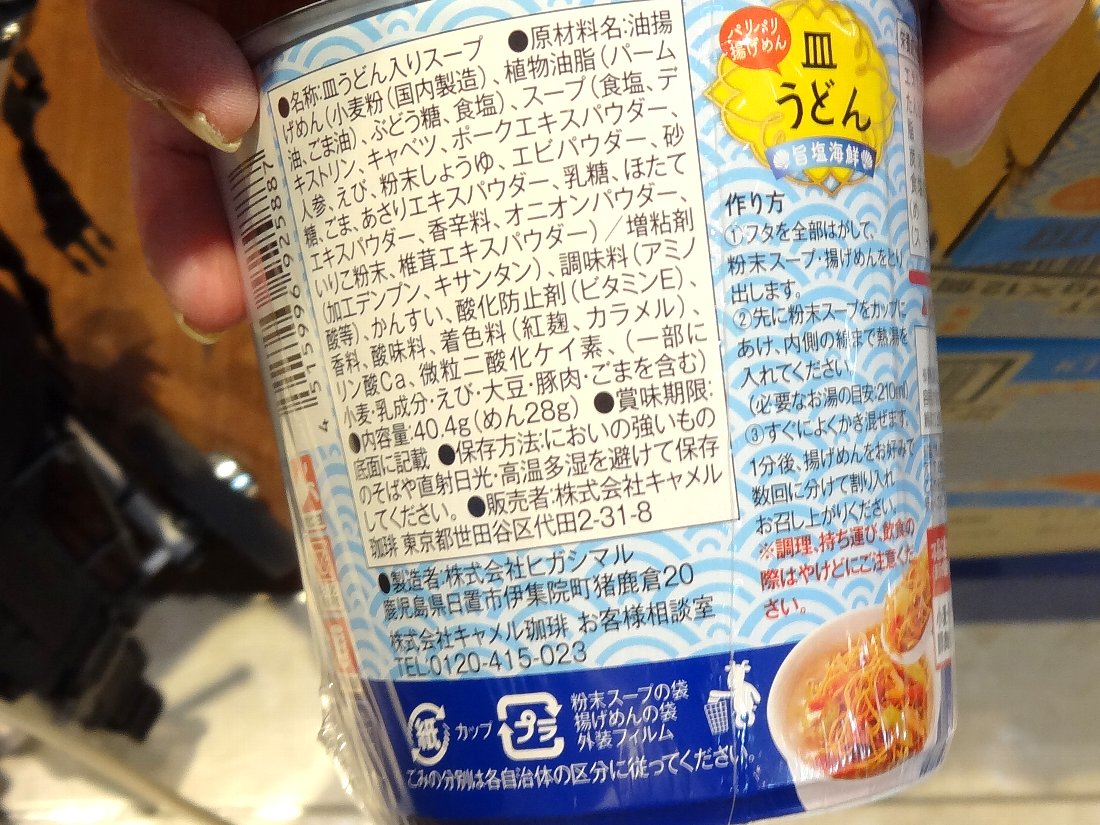 ●名称:皿うどん入りスープ ●原材料名:油揚
げめん(小麦粉(国内製造)、植物油脂(パーム
油、ごま油)、ぶどう糖、食塩)、スープ(食塩、デ
キストリン、キャベツ、ポークエキスパウダー、
人参、えび、粉末しょうゆ、エビパウダー、砂
糖、ごま、あさりエキスパウダー、乳糖、ほたて
エキスパウダー、香辛料、オニオンパウダー、
いりこ粉末、椎茸エキスパウダー)/増粘剤
(加工デンプン、キサンタン)、調味料(アミノ
酸等)、かんすい、酸化防止剤(ビタミンE)、
香料、酸味料、着色料(紅麹、カラメル)、
リン酸Ca、微粒二酸化ケイ素、(一部に
小麦・乳成分・えび・大豆・豚肉・ごまを含む)
●内容量:40.4g(めん28g) ●賞味期限:
底面に記載 ●保存方法:においの強いもの
のそばや直射日光・高温多湿を避けて保存
してください。 ●販売者:株式会社キャメル
珈琲 東京都世田谷区代田2-31-8
●製造者:株式会社ヒガシマル
鹿児島県日置市伊集院町猪鹿倉20
株式会社キャメル珈琲 お客様相談室
TEL:0120-415-023
紙
カップ
プラ
粉末スープの袋
揚げめんの袋
外装フィルム
ごみの分別は各自治体の区分に従ってください。
4 515996 925887
パリパリ
揚げめん
皿
うどん
旨塩海鮮
作り方
①フタを全部はがして、
粉末スープ・揚げめんをとり
出します。
②先に粉末スープをカップに
あけ、内側の線まで熱湯を
入れてください。
(必要なお湯の目安:210ml)
③すぐによくかき混ぜます。
1分後、揚げめんをお好みで
数回に分けて割り入れ
お召し上がりください。
※調理、持ち運び、飲食の
際はやけどにご注意くだ
さい。